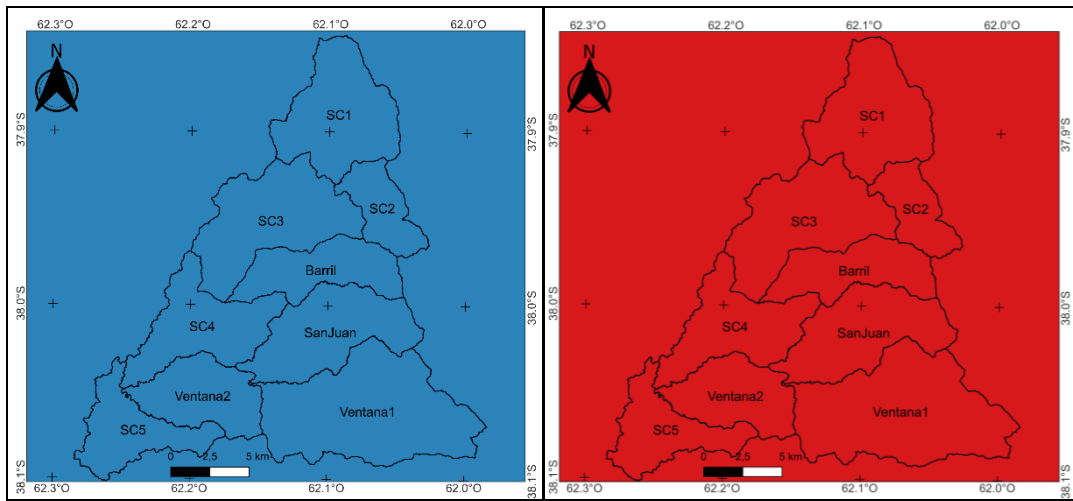 62.3°O 62.2°O 62.1°O 62.0°O
N
37.9°S
37.9°S
SC1
SC2
SC3
Barril
38.0°S
38.0°S
SC4
SanJuan
Ventana2
Ventana1
SC5
0 2.5 5 km
38.1°S
38.1°S
62.3°O 62.2°O 62.1°O 62.0°O
62.3°O 62.2°O 62.1°O 62.0°O
N
37.9°S
37.9°S
SC1
SC2
SC3
Barril
38.0°S
38.0°S
SC4
SanJuan
Ventana2
Ventana1
SC5
0 2.5 5 km
38.1°S
38.1°S
62.3°O 62.2°O 62.1°O 62.0°O